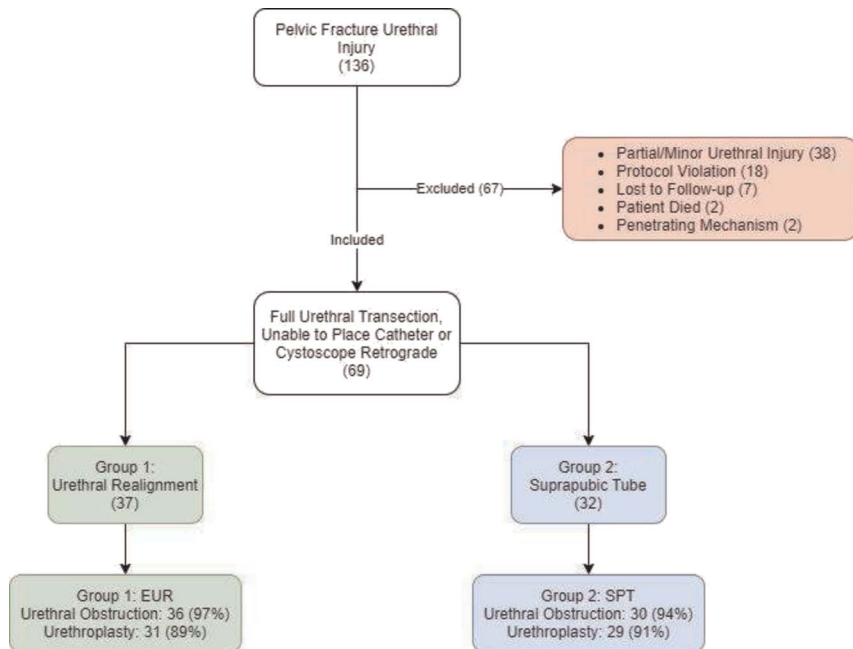 Pelvic Fracture Urethral
Injury
(136)
Excluded (67)
• Partial/Minor Urethral Injury (38)
• Protocol Violation (18)
• Lost to Follow-up (7)
• Patient Died (2)
• Penetrating Mechanism (2)
Included
Full Urethral Transection,
Unable to Place Catheter or
Cystoscope Retrograde
(69)
Group 1:
Urethral Realignment
(37)
Group 2:
Suprapubic Tube
(32)
Group 1: EUR
Urethral Obstruction: 36 (97%)
Urethroplasty: 31 (89%)
Group 2: SPT
Urethral Obstruction: 30 (94%)
Urethroplasty: 29 (91%)